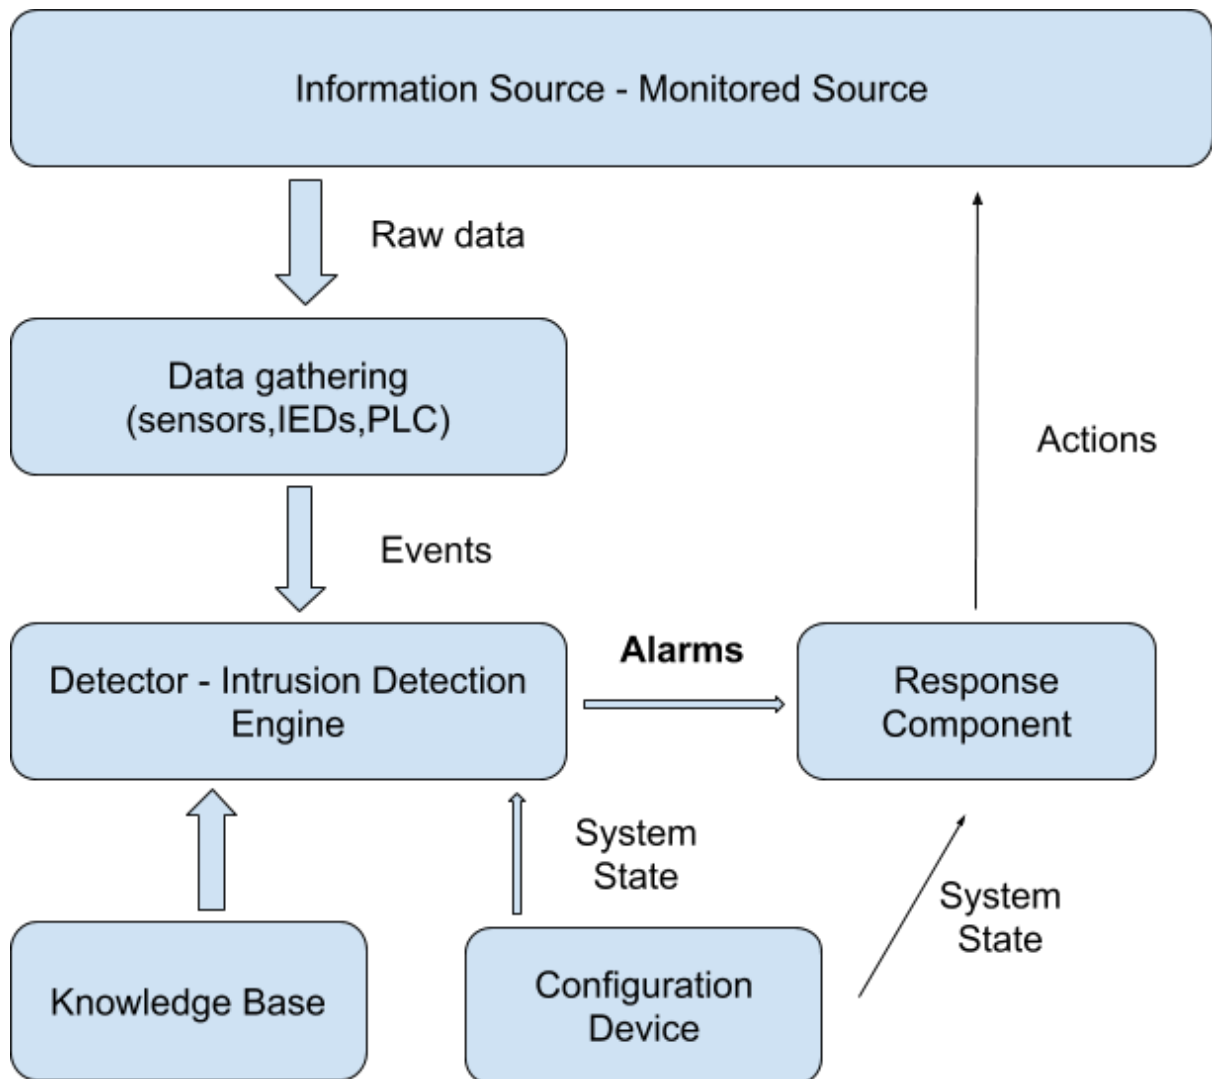 Information Source - Monitored Source
Raw data
Data gathering
(sensors,IEDs,PLC)
Actions
Events
Detector - Intrusion Detection
Engine
Alarms
Response
Component
System
State
System
State
Knowledge Base
Configuration
Device